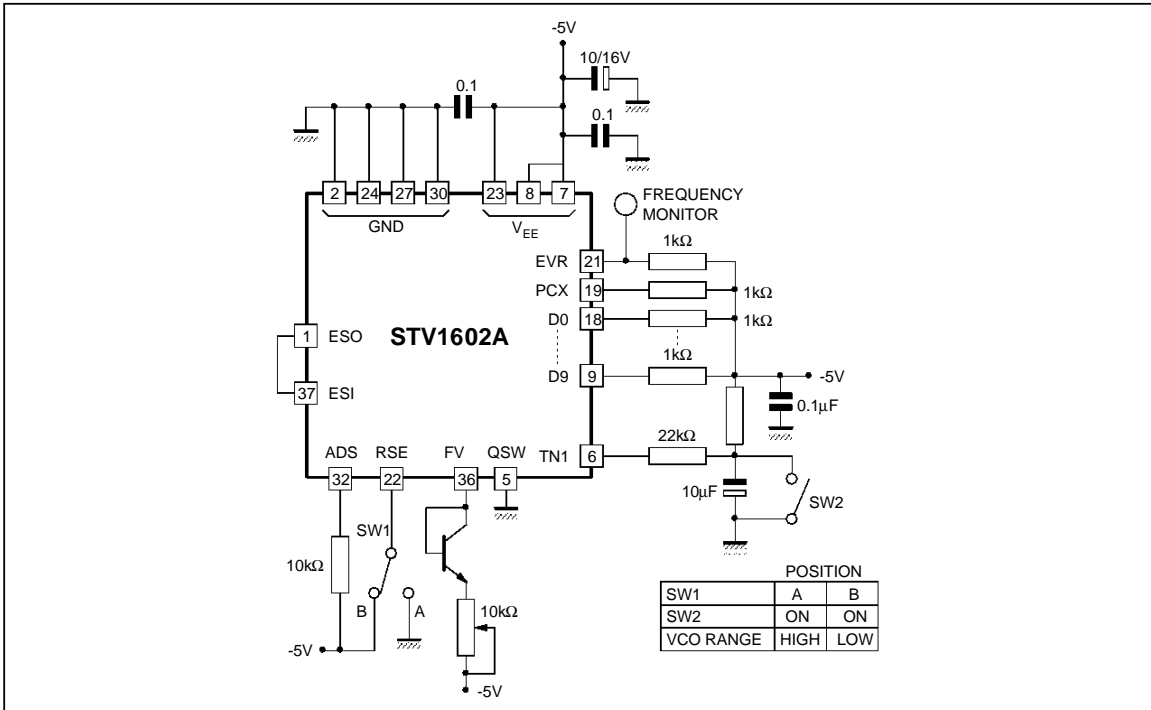 -5V
10/16V
0.1
0.1
2 24 27 30 23 8 7
GND
VEE
FREQUENCY
MONITOR
1kΩ
EVR 21
PCX 19
1kΩ
D0 18
1kΩ
1kΩ
STV1602A
1 ESO
D9 9
-5V
37 ESI
0.1µF
22kΩ
TN1 6
ADS RSE FV QSW
32 22 36 5
10µF
SW2
SW1
10kΩ
B A
10kΩ
-5V
-5V
POSITION
SW1 A B
SW2 ON ON
VCO RANGE HIGH LOW